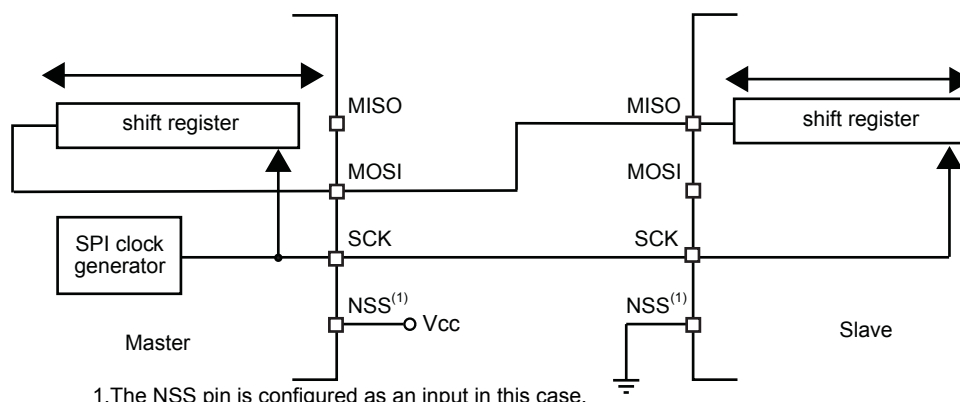 MISO
MISO
shift register
shift register
MOSI
MOSI
SPI clock
generator
SCK
SCK
NSS(1)
Vcc
NSS(1)
Master
Slave
1.The NSS pin is configured as an input in this case.